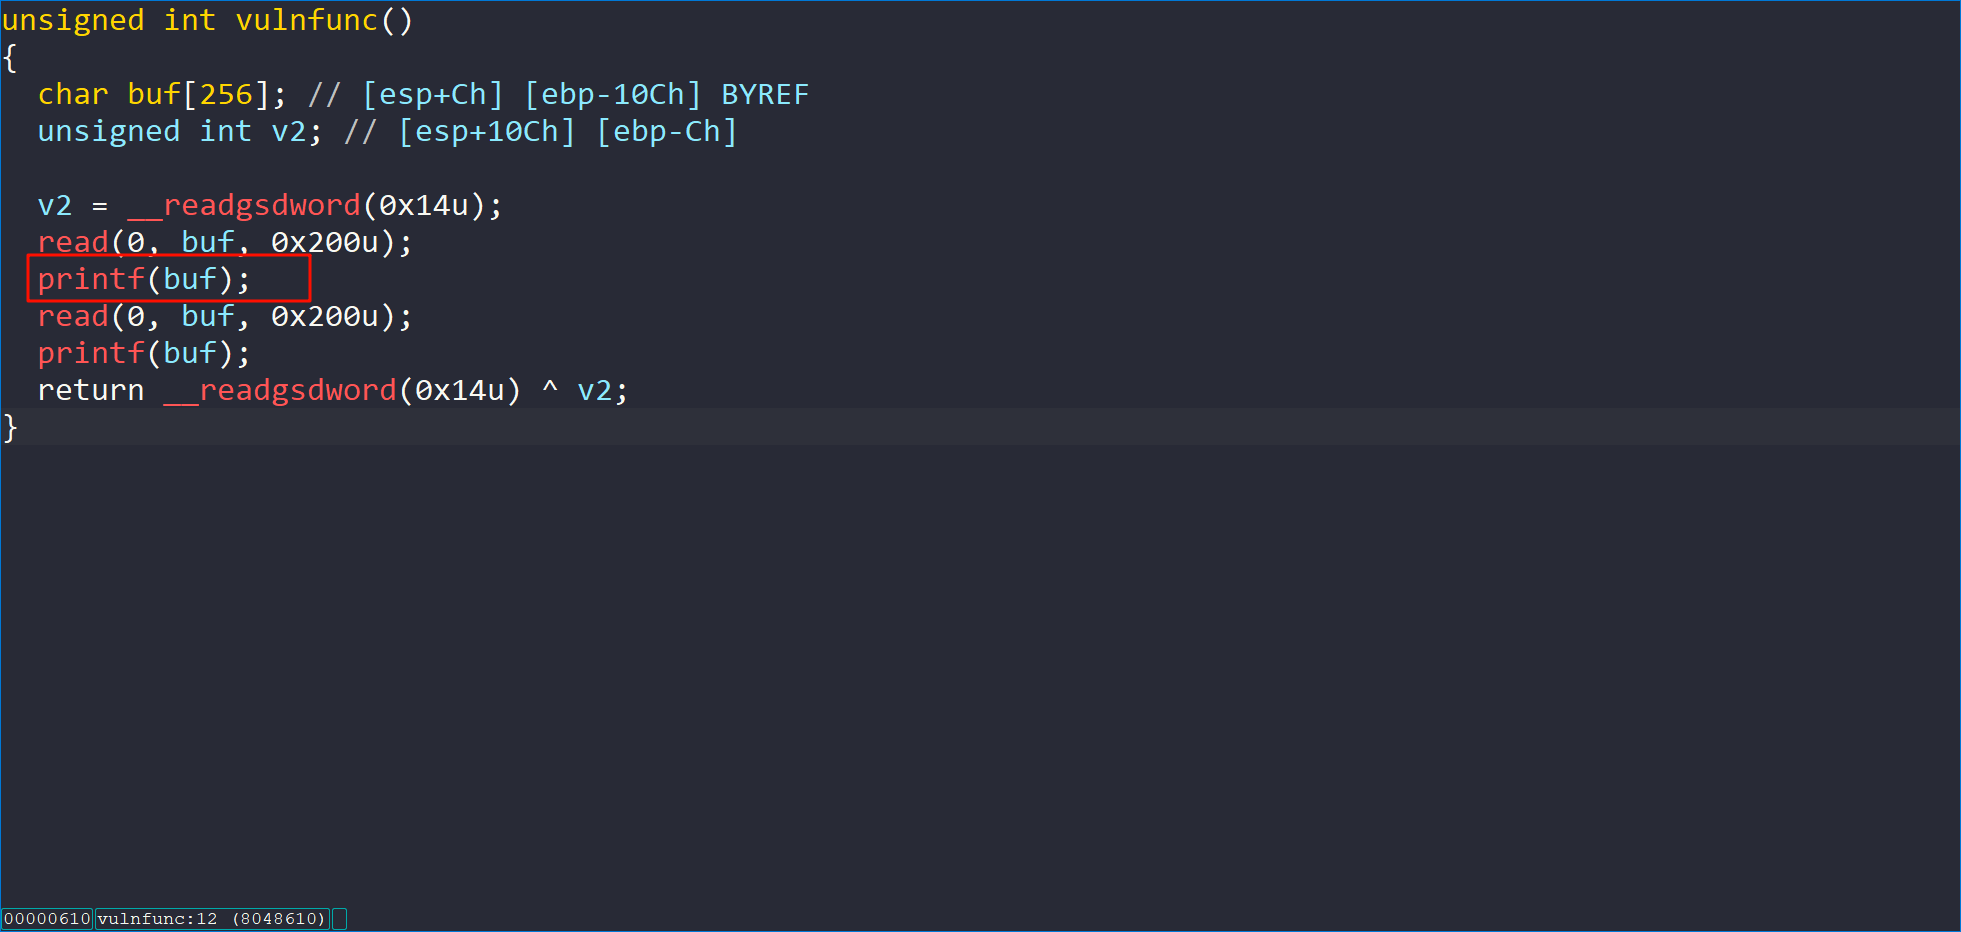 unsigned int vulnfunc()
{
  char buf[256]; // [esp+Ch] [ebp-10Ch] BYREF
  unsigned int v2; // [esp+10Ch] [ebp-Ch]
  v2 = __readgsdword(0x14u);
  read(0, buf, 0x200u);
  printf(buf);
  read(0, buf, 0x200u);
  printf(buf);
  return __readgsdword(0x14u) ^ v2;
}
00000610 vulnfunc:12 (8048610)